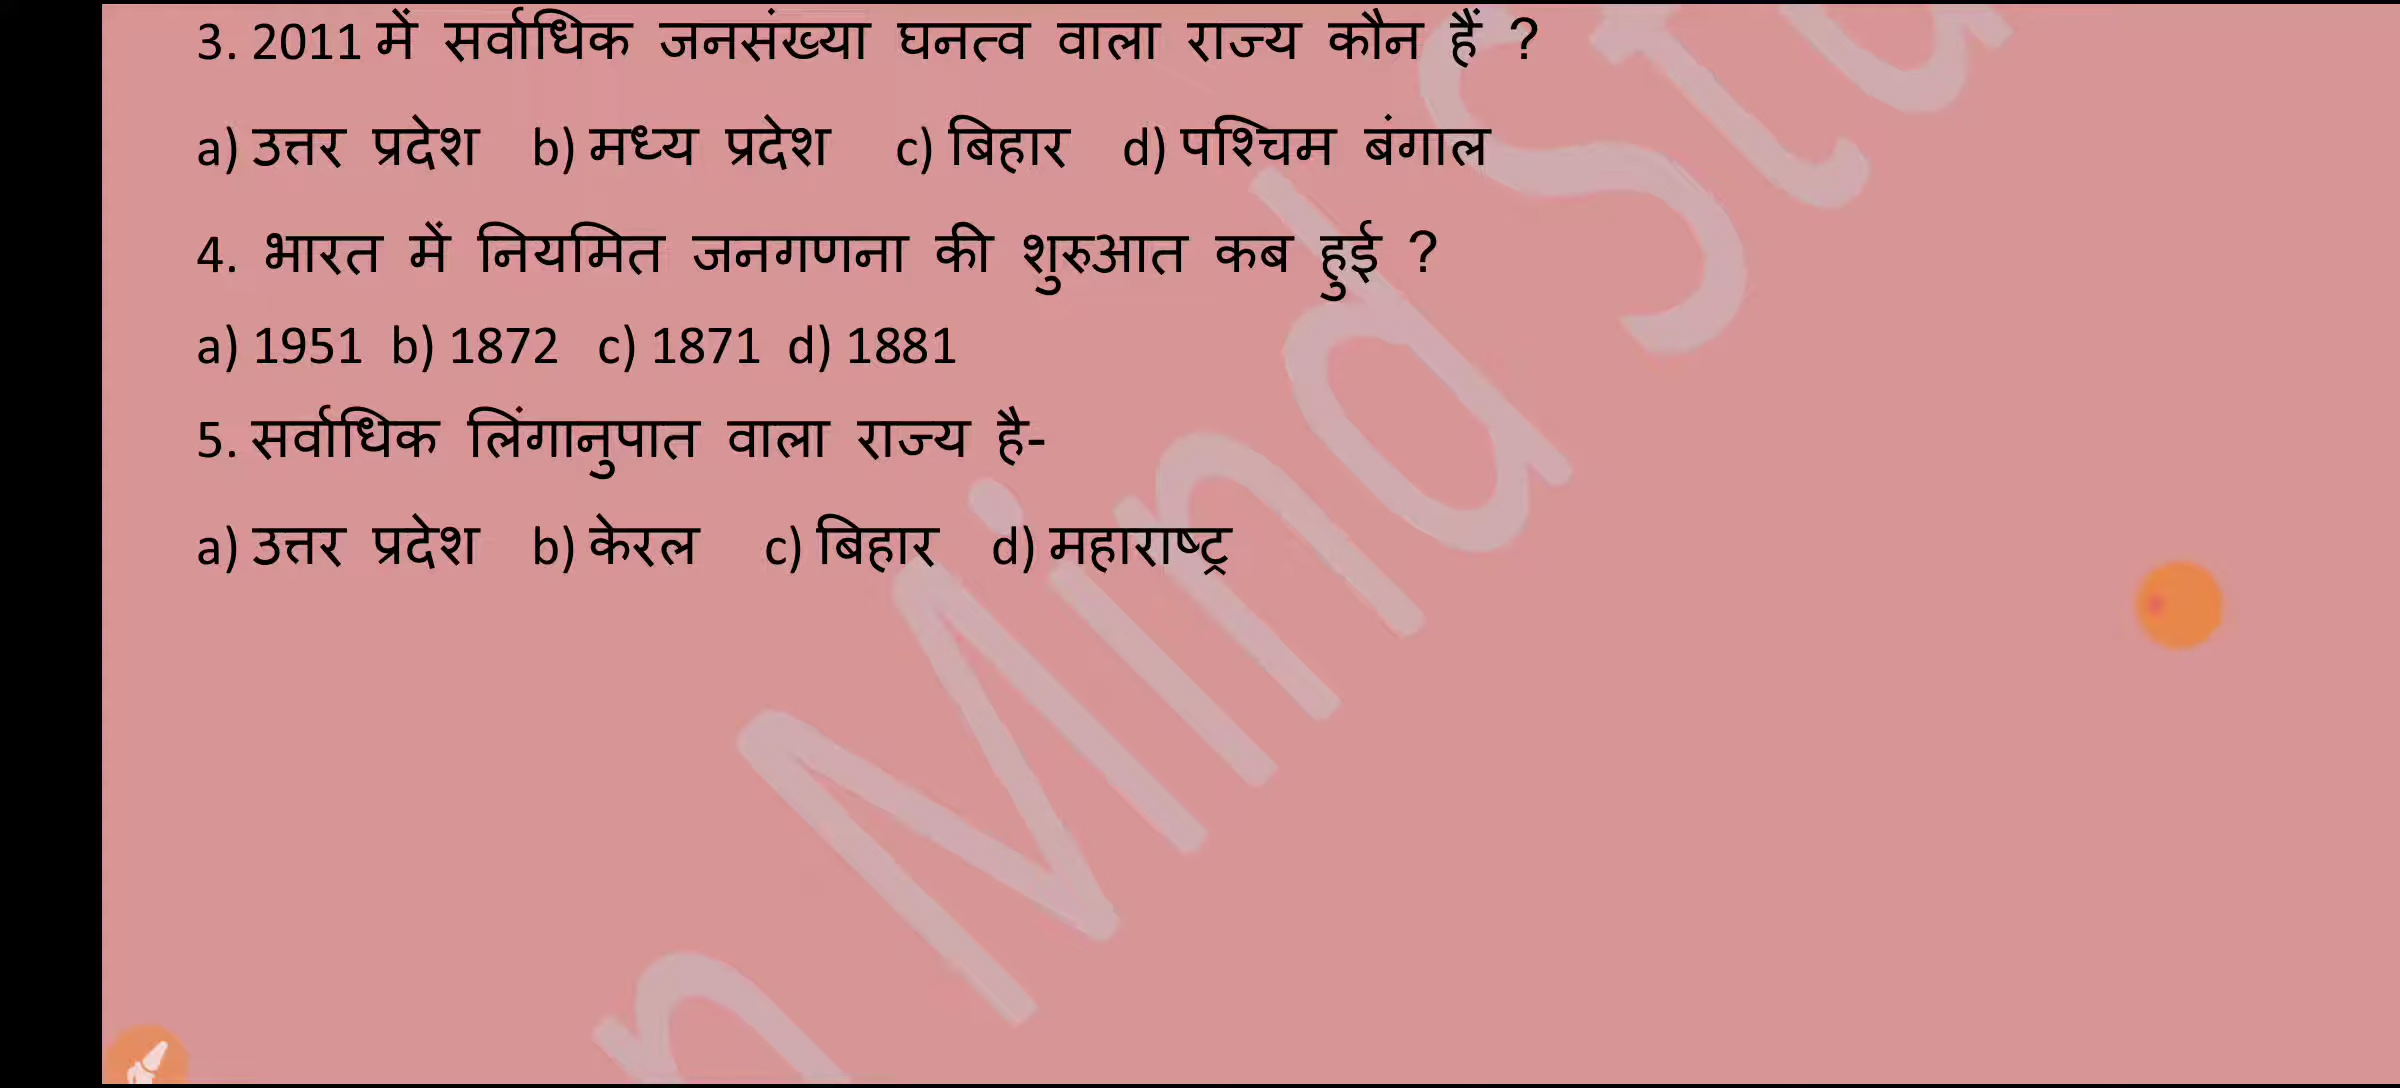 3. 2011 में सर्वाधिक जनसंख्या घनत्व वाला राज्य कौन हैं ?
a) उत्तर प्रदेश b) मध्य प्रदेश c) बिहार d) पश्चिम बंगाल
4. भारत में नियमित जनगणना की शुरुआत कब हुई ?
a) 1951 b) 1872 c) 1871 d) 1881
5. सर्वाधिक लिंगानुपात वाला राज्य है-
a) उत्तर प्रदेश b) केरल c) बिहार d) महाराष्ट्र
Mind